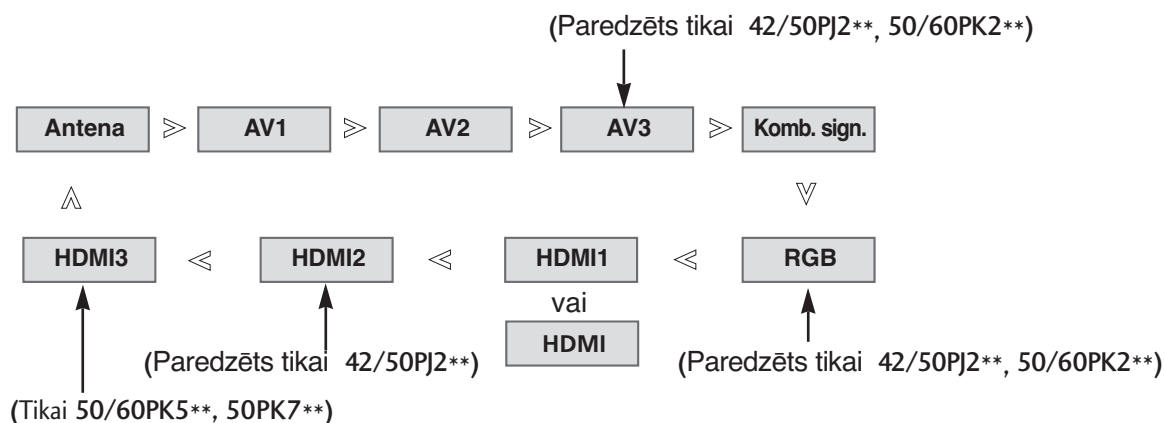 (Paredzēts tikai 42/50PJ2**, 50/60PK2**)
Antena > AV1 > AV2 > AV3 > Komb. sign.
HDMI3 < HDMI2 < HDMI1 < RGB
vai
HDMI
(Paredzēts tikai 42/50PJ2**)
(Paredzēts tikai 42/50PJ2**, 50/60PK2**)
(Tikai 50/60PK5**, 50PK7**)